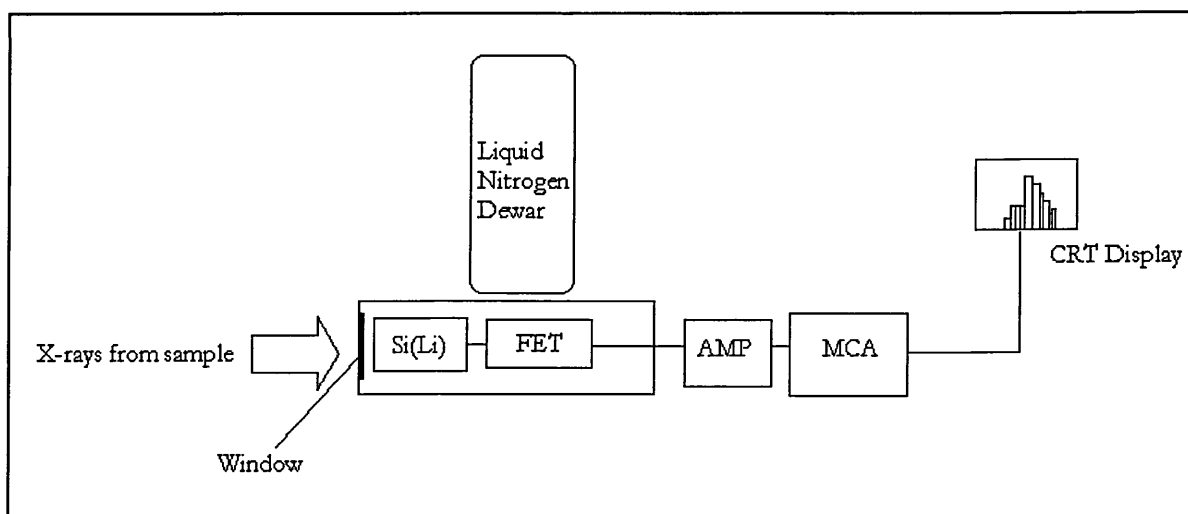 Liquid
Nitrogen
Dewar
CRT Display
X-rays from sample
Si(Li)
FET
AMP
MCA
Window